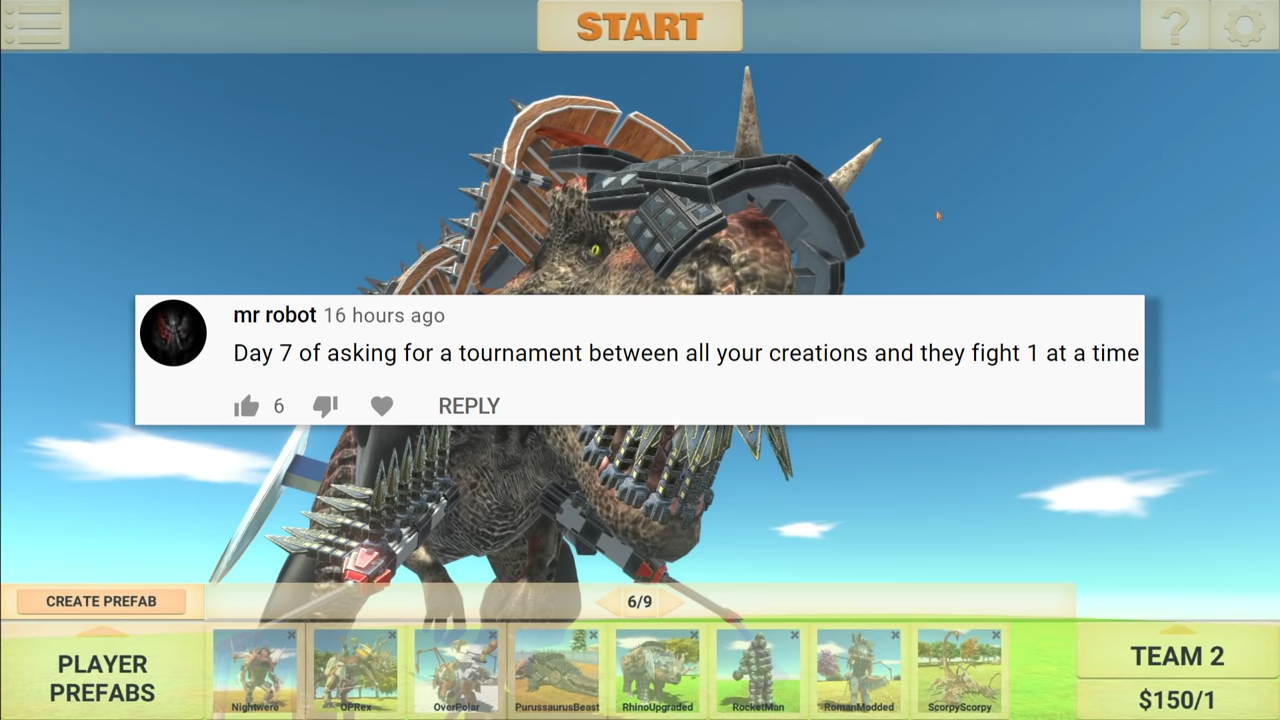 START
?
mr robot 16 hours ago
Day 7 of asking for a tournament between all your creations and they fight 1 at a time
6
REPLY
CREATE PREFAB
6/9
PLAYER
PREFABS
Nightwere
OPRex
OverPolar
PurussaurusBeast
RhinoUpgraded
RocketMan
RomanModded
ScorpyScorpy
TEAM 2
$150/1